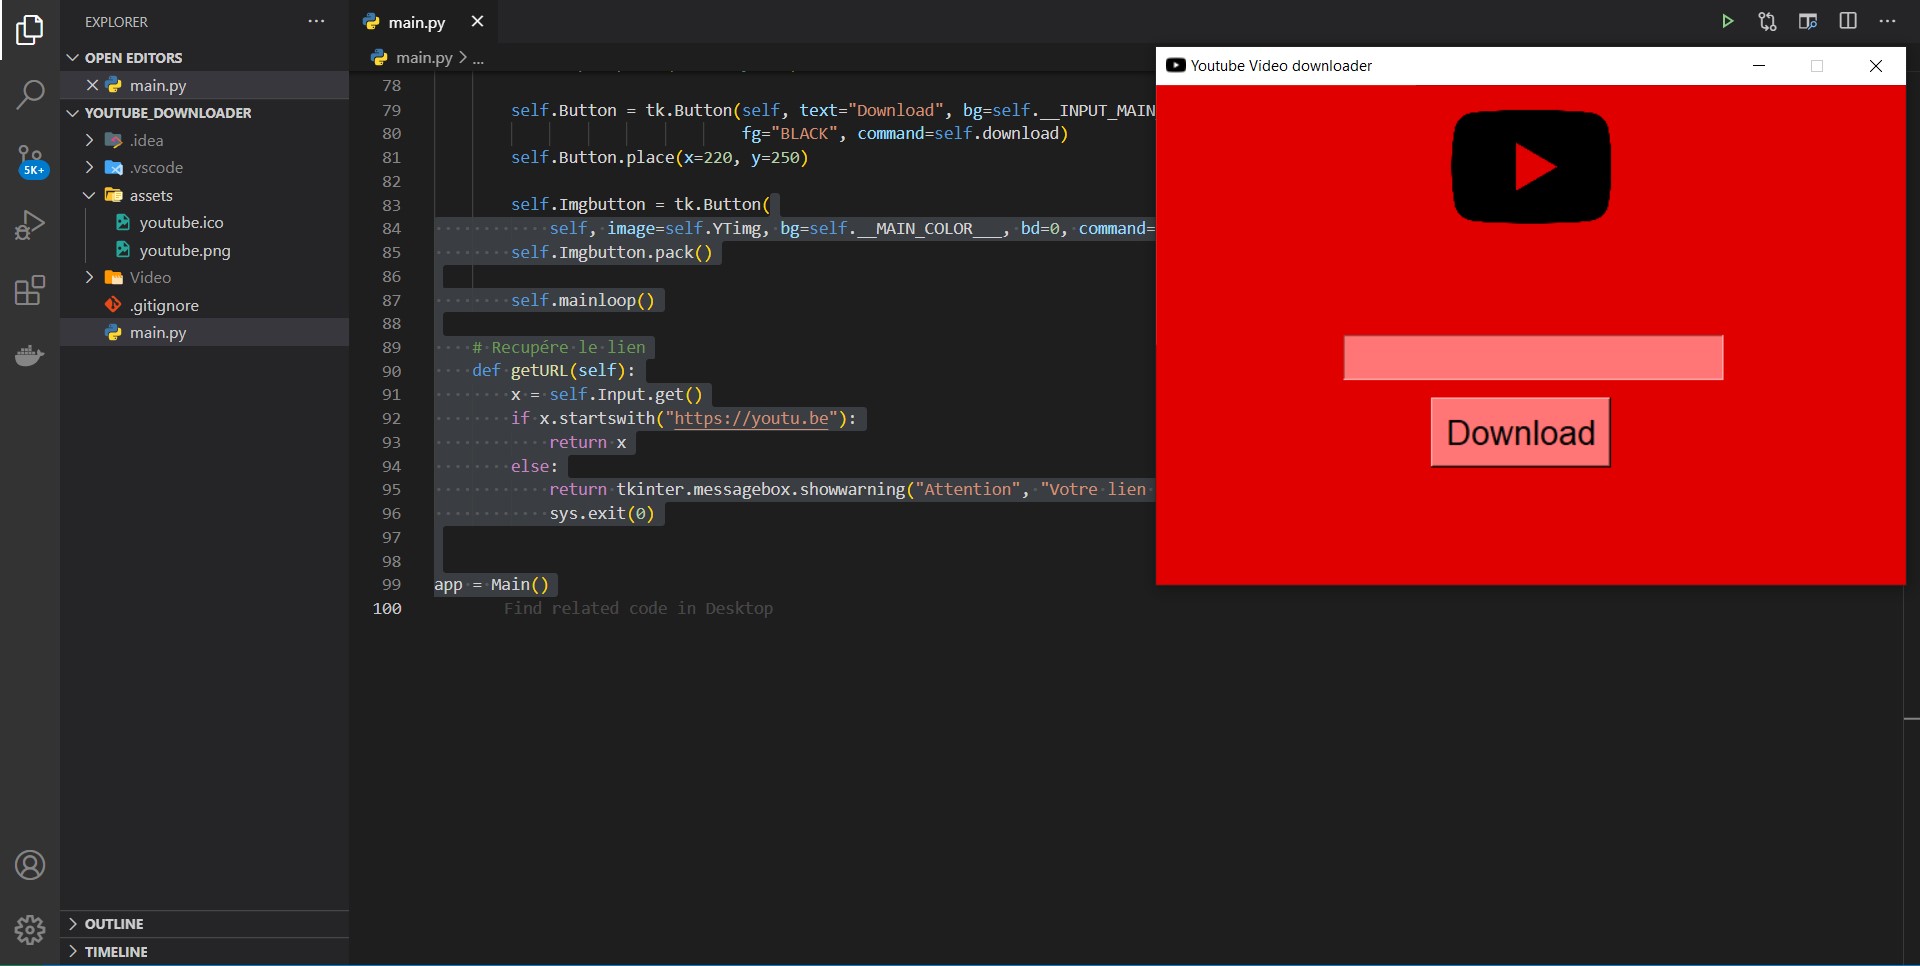 EXPLORER
OPEN EDITORS
main.py
YOUTUBE_DOWNLOADER
.idea
.vscode
assets
youtube.ico
youtube.png
Video
.gitignore
main.py
5K+
OUTLINE
TIMELINE
main.py
main.py > ...
78
79 self.Button = tk.Button(self, text="Download", bg=self.__INPUT_MAIN
80 fg="BLACK", command=self.download)
81 self.Button.place(x=220, y=250)
82
83 self.Imgbutton = tk.Button(
84 self, image=self.YTimg, bg=self.__MAIN_COLOR___, bd=0, command=
85 self.Imgbutton.pack()
86
87 self.mainloop()
88
89 # Recupére le lien
90 def getURL(self):
91 x = self.Input.get()
92 if x.startswith("https://youtu.be"):
93 return x
94 else:
95 return tkinter.messagebox.showwarning("Attention", "Votre lien
96 sys.exit(0)
97
98
99 app = Main()
100 Find related code in Desktop
Youtube Video downloader
Download